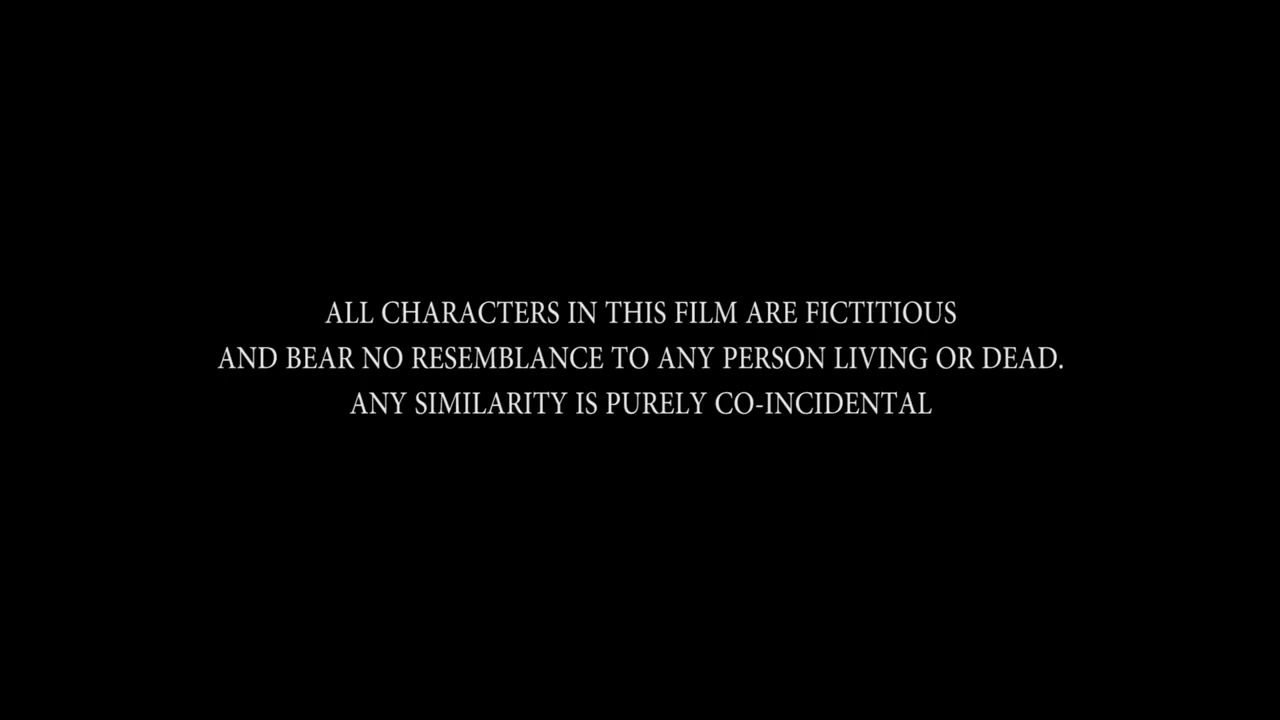 ALL CHARACTERS IN THIS FILM ARE FICTITIOUS
AND BEAR NO RESEMBLANCE TO ANY PERSON LIVING OR DEAD.
ANY SIMILARITY IS PURELY CO-INCIDENTAL